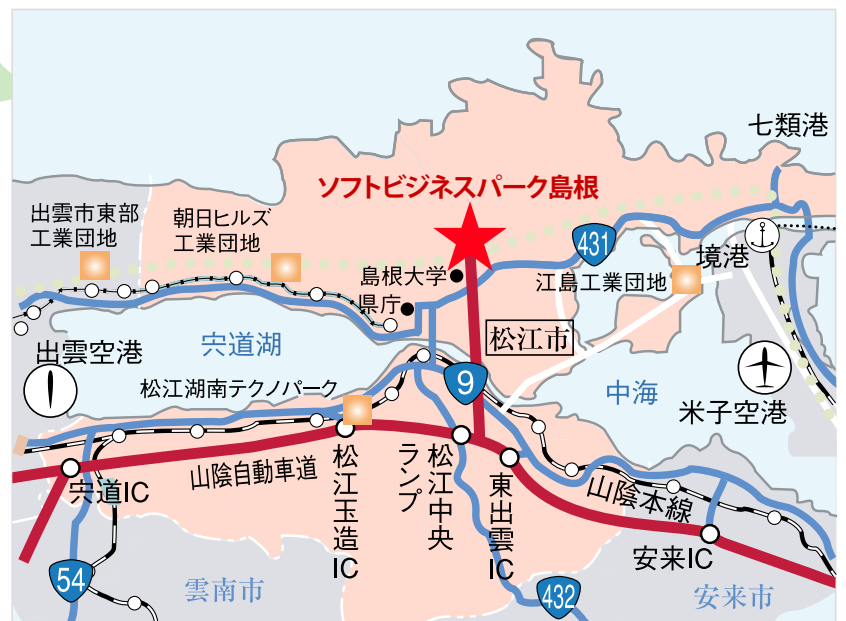 七類港
ソフトビジネスパーク島根
出雲市東部
工業団地
朝日ヒルズ
工業団地
431
境港
島根大学
江島工業団地
県庁
松江市
宍道湖
出雲空港
9
中海
松江湖南テクノパーク
米子空港
山陰自動車道
宍道IC
松江玉造IC
松江中央
ランプ
東出雲IC
山陰本線
安来IC
54
雲南市
432
安来市